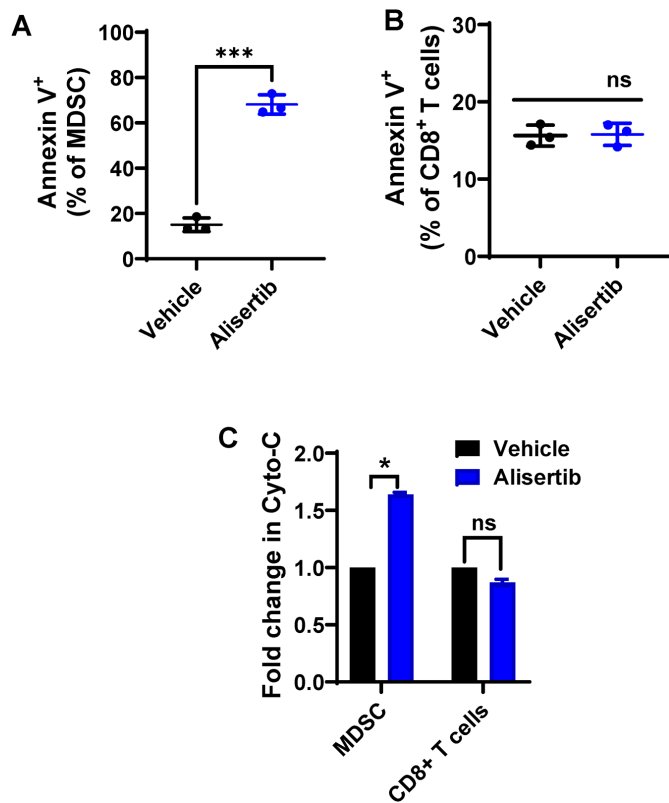 A
Annexin V⁺
(% of MDSC)
100
80
60
40
20
0
***
Vehicle
Alisertib
B
Annexin V⁺
(% of CD8⁺ T cells)
30
20
10
0
ns
Vehicle
Alisertib
C
Fold change in Cyto-C
2.0
1.5
1.0
0.5
0.0
*
ns
Vehicle
Alisertib
MDSC
CD8+ T cells